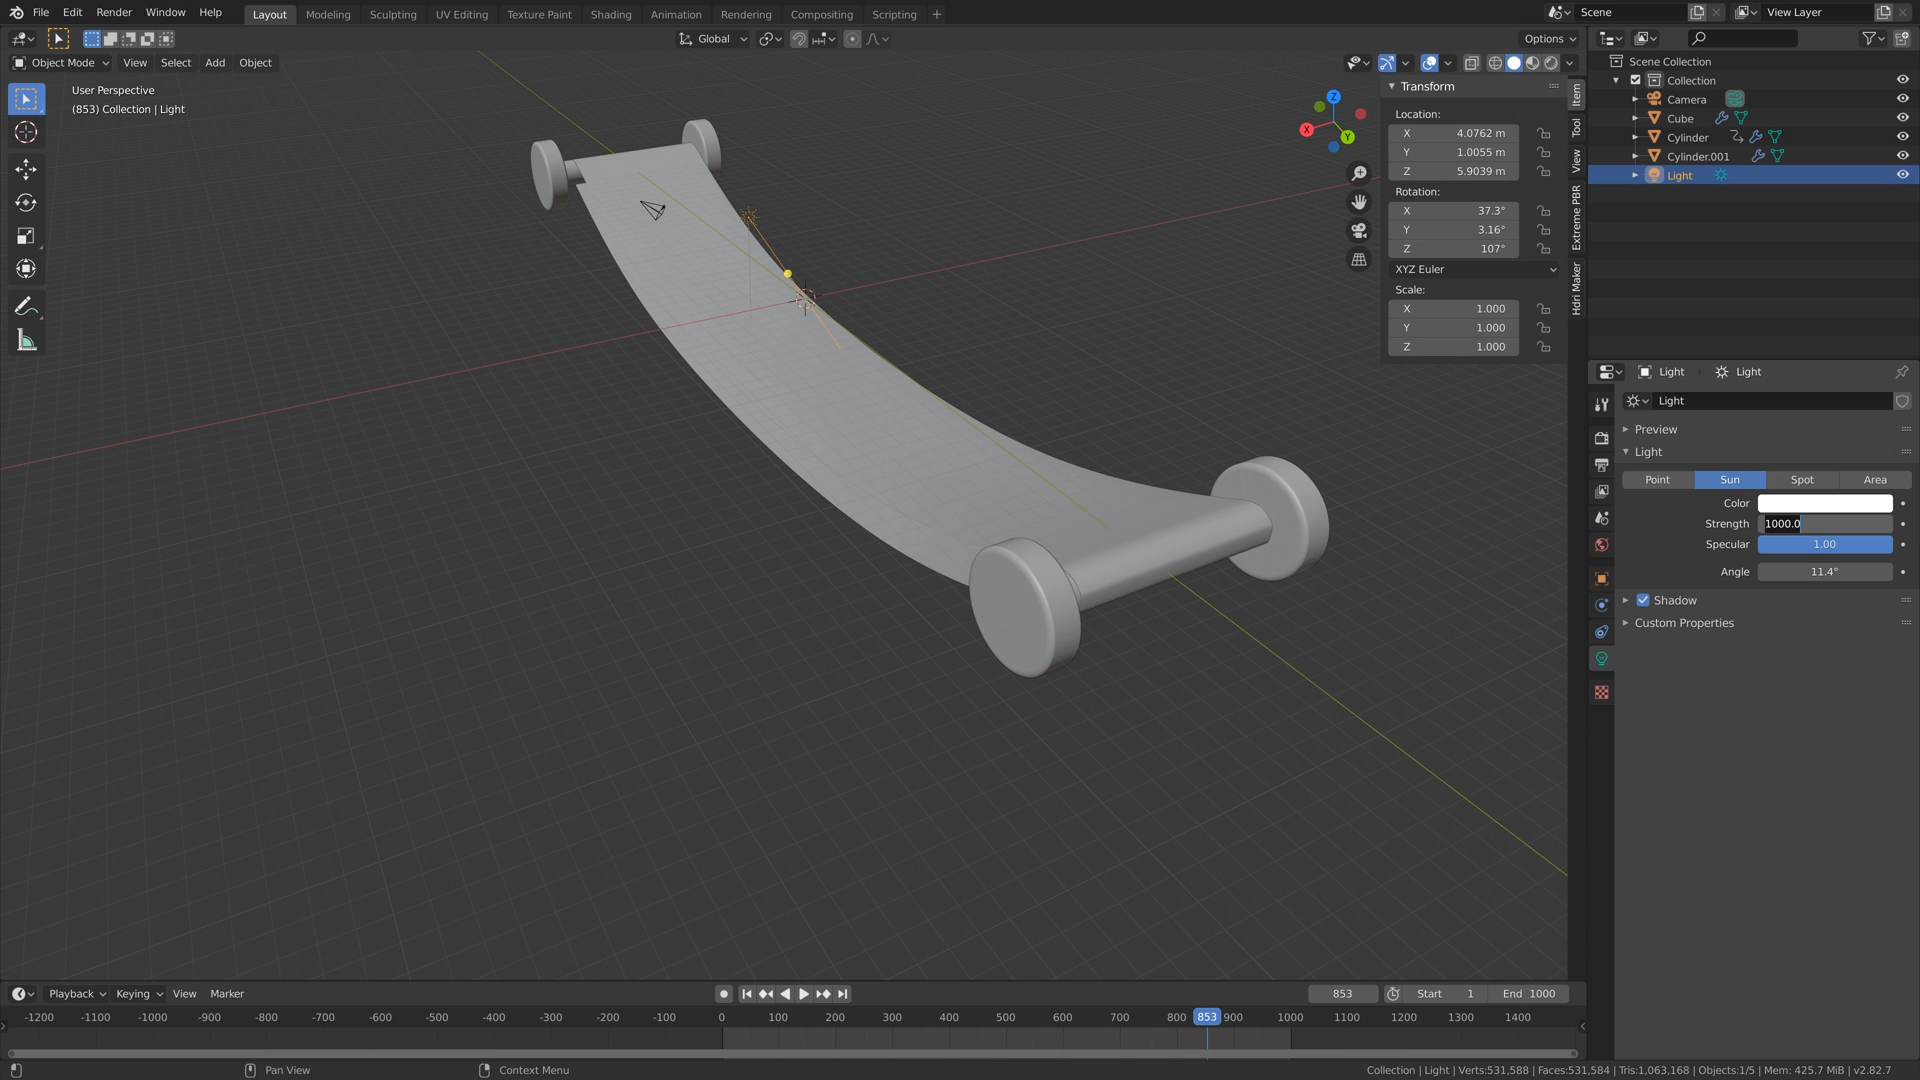 File Edit Render Window Help Layout Modeling Sculpting UV Editing Texture Paint Shading Animation Rendering Compositing Scripting + Scene View Layer
Global Options
Object Mode View Select Add Object
User Perspective
(853) Collection | Light
Z
X
Y
Transform
Location:
X 4.0762 m
Y 1.0055 m
Z 5.9039 m
Rotation:
X 37.3°
Y 3.16°
Z 107°
XYZ Euler
Scale:
X 1.000
Y 1.000
Z 1.000
Item
Tool
View
Extreme PBR
Hdri Maker
Scene Collection
Collection
Camera
Cube
Cylinder
Cylinder.001
Light
Light Light
Light
Preview
Light
Point Sun Spot Area
Color
Strength 1000.0
Specular 1.00
Angle 11.4°
Shadow
Custom Properties
Playback Keying View Marker 853 Start 1 End 1000
-1200 -1100 -1000 -900 -800 -700 -600 -500 -400 -300 -200 -100 0 100 200 300 400 500 600 700 800 853 900 1000 1100 1200 1300 1400
Pan View Context Menu Collection | Light | Verts:531,588 | Faces:531,584 | Tris:1,063,168 | Objects:1/5 | Mem: 425.7 MiB | v2.82.7